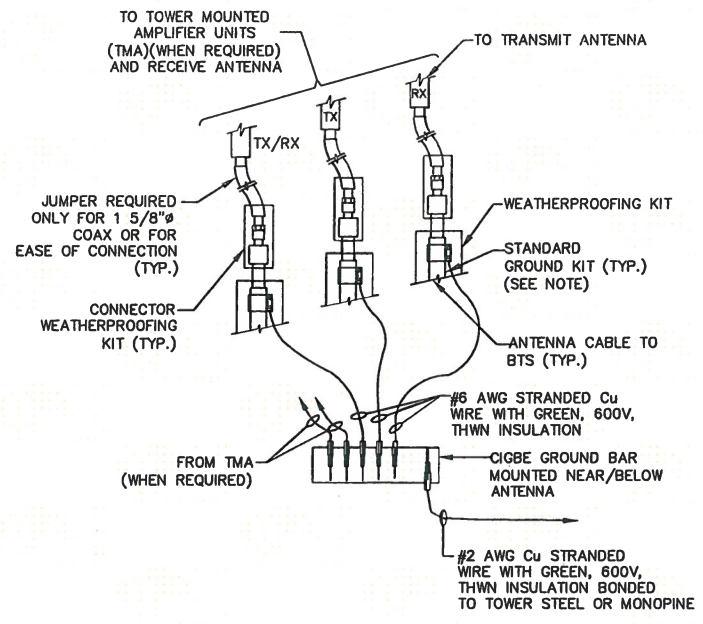 TO TOWER MOUNTED
AMPLIFIER UNITS
(TMA)(WHEN REQUIRED)
AND RECEIVE ANTENNA
TO TRANSMIT ANTENNA
RX
TX
TX/RX
JUMPER REQUIRED
ONLY FOR 1 5/8"ø
COAX OR FOR
EASE OF CONNECTION
(TYP.)
WEATHERPROOFING KIT
STANDARD
GROUND KIT (TYP.)
(SEE NOTE)
CONNECTOR
WEATHERPROOFING
KIT (TYP.)
ANTENNA CABLE TO
BTS (TYP.)
#6 AWG STRANDED Cu
WIRE WITH GREEN, 600V,
THWN INSULATION
FROM TMA
(WHEN REQUIRED)
CIGBE GROUND BAR
MOUNTED NEAR/BELOW
ANTENNA
#2 AWG Cu STRANDED
WIRE WITH GREEN, 600V,
THWN INSULATION BONDED
TO TOWER STEEL OR MONOPINE